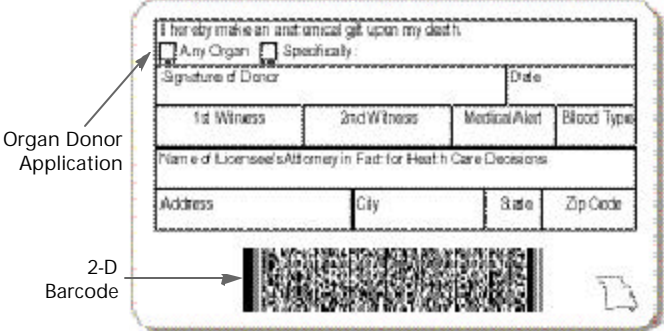 I hereby make an anatomical gift upon my death.
Any Organ Specifically:
Signature of Donor Date
1st Witness 2nd Witness Medical Alert Blood Type
Organ Donor
Application
Name of Licensee's Attorney in Fact for Health Care Decisions
Address City State Zip Code
2-D
Barcode